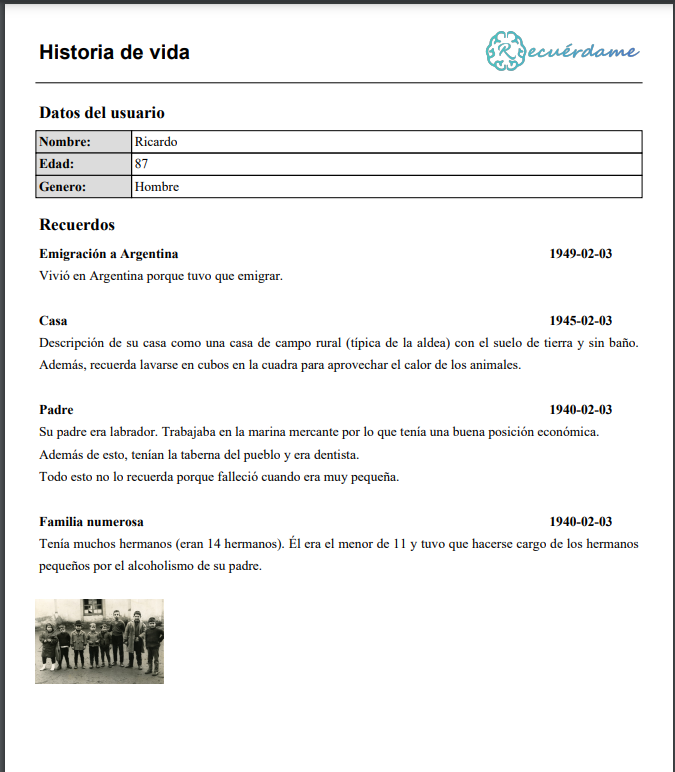 Historia de vida
Recuérdame
Datos del usuario
Nombre: Ricardo
Edad: 87
Genero: Hombre
Recuerdos
Emigración a Argentina 1949-02-03
Vivió en Argentina porque tuvo que emigrar.
Casa 1945-02-03
Descripción de su casa como una casa de campo rural (típica de la aldea) con el suelo de tierra y sin baño.
Además, recuerda lavarse en cubos en la cuadra para aprovechar el calor de los animales.
Padre 1940-02-03
Su padre era labrador. Trabajaba en la marina mercante por lo que tenía una buena posición económica.
Además de esto, tenían la taberna del pueblo y era dentista.
Todo esto no lo recuerda porque falleció cuando era muy pequeña.
Familia numerosa 1940-02-03
Tenía muchos hermanos (eran 14 hermanos). Él era el menor de 11 y tuvo que hacerse cargo de los hermanos
pequeños por el alcoholismo de su padre.